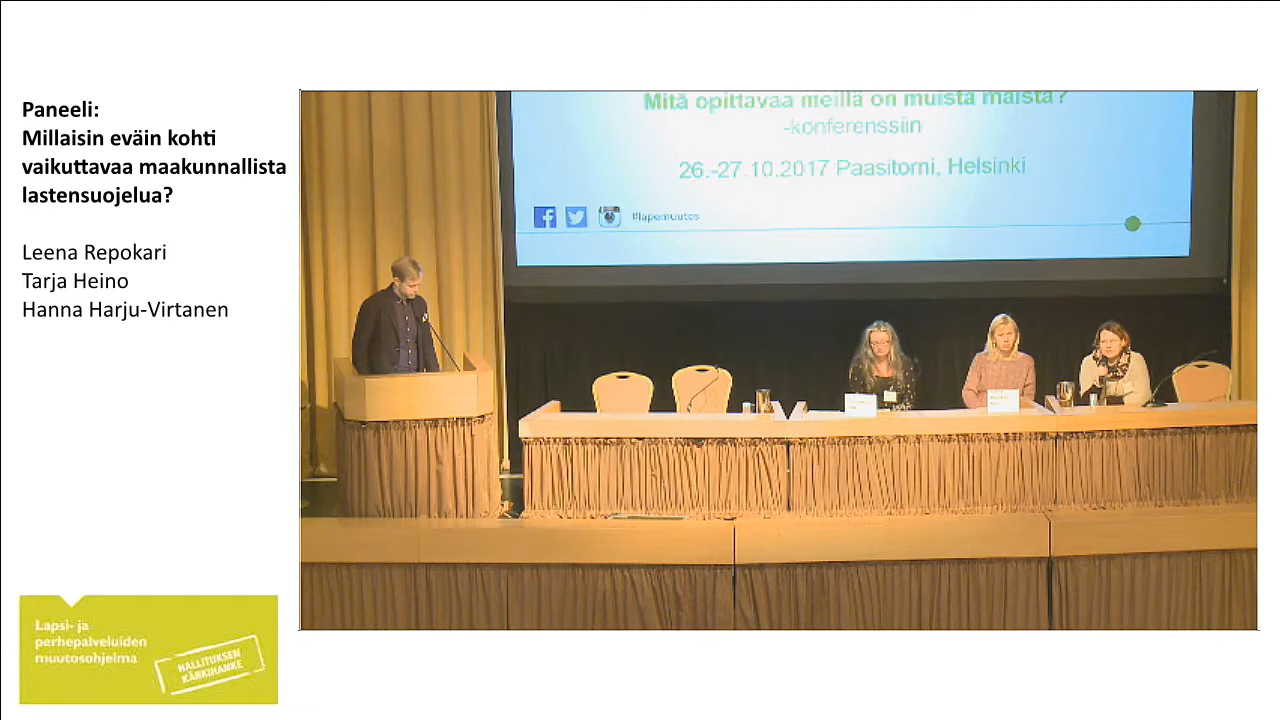 Paneeli:
Millaisin eväin kohti
vaikuttavaa maakunnallista
lastensuojelua?
Leena Repokari
Tarja Heino
Hanna Harju-Virtanen
Mitä opittavaa meillä on muista maista?
-konferenssiin
26.-27.10.2017 Paasitorni, Helsinki
#lapemuutos
Lapsi- ja
perhepalveluiden
muutosohjelma
HALLITUKSEN
KÄRKIHANKE